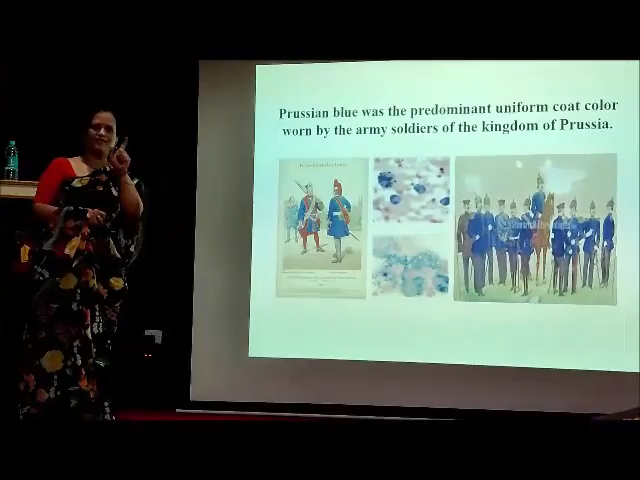 Prussian blue was the predominant uniform coat color
worn by the army soldiers of the kingdom of Prussia.